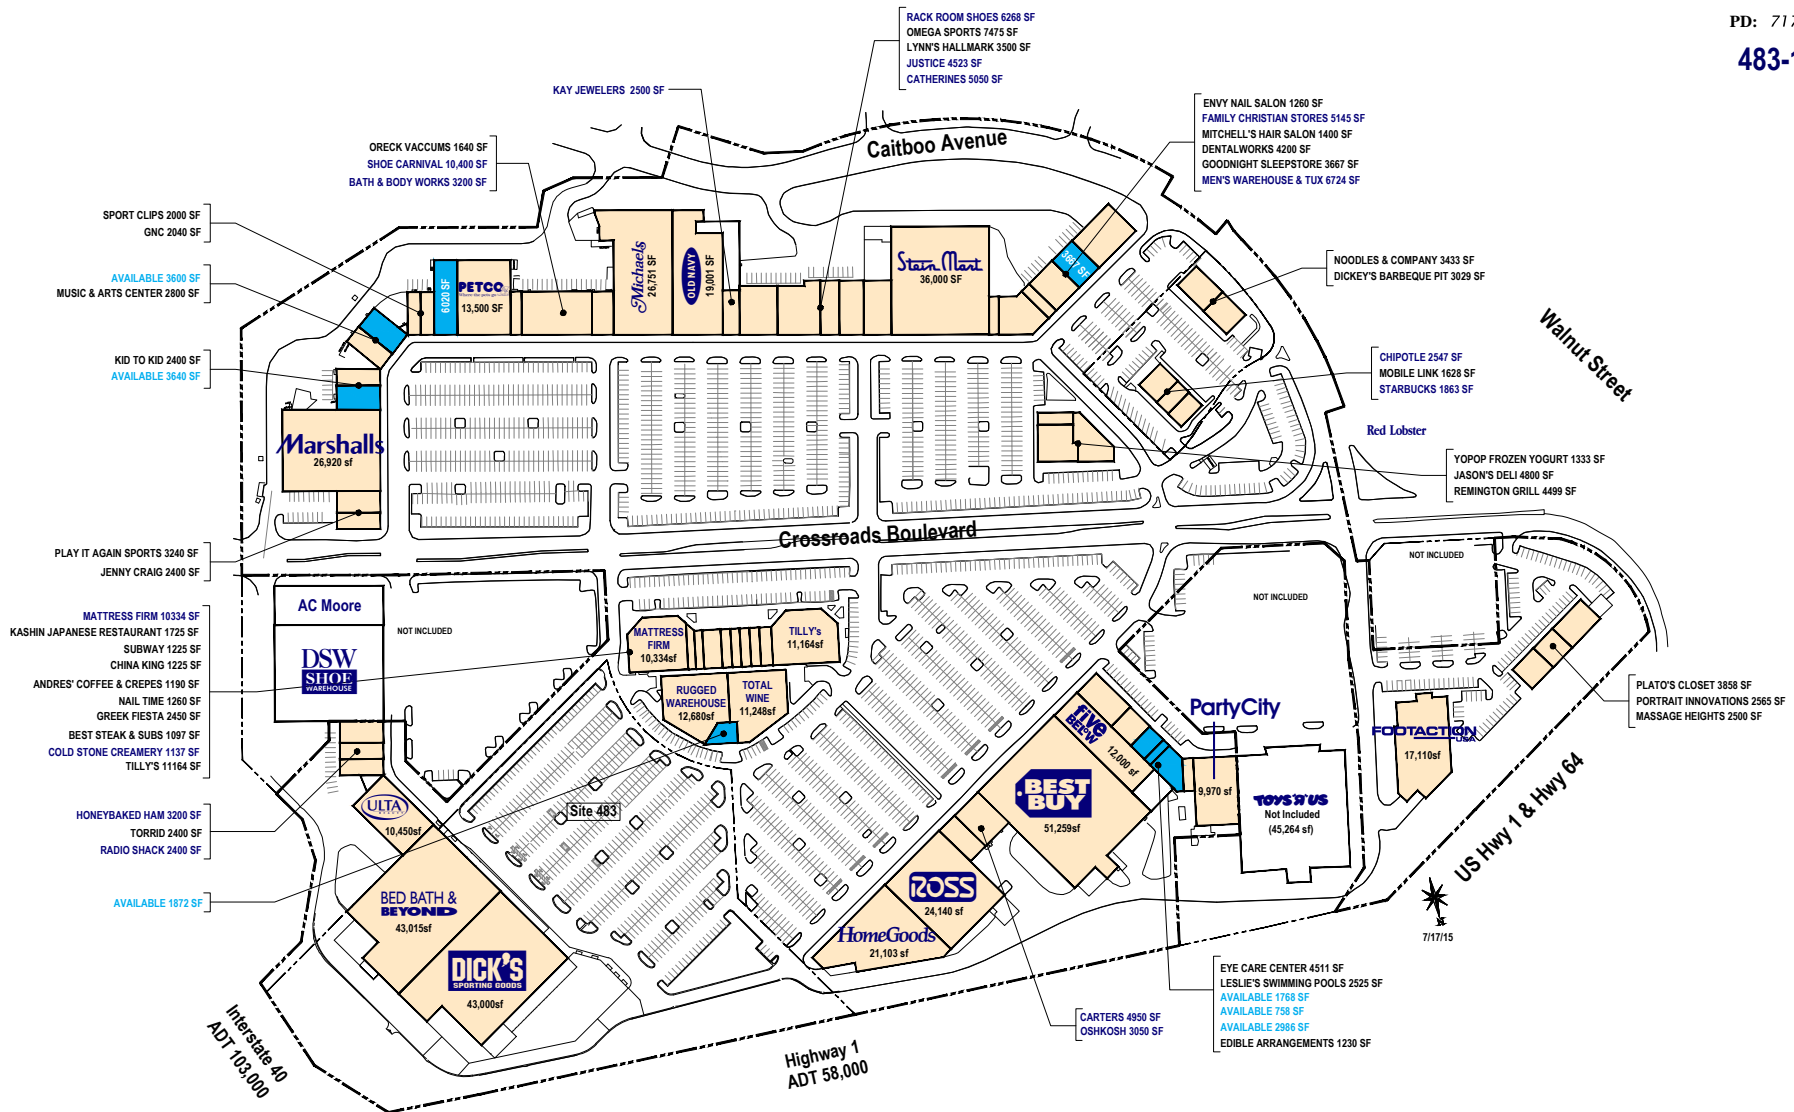 PD: 717
483-1
RACK ROOM SHOES 6268 SF
OMEGA SPORTS 7475 SF
LYNN'S HALLMARK 3500 SF
JUSTICE 4523 SF
CATHERINES 5050 SF
KAY JEWELERS 2500 SF
ENVY NAIL SALON 1260 SF
FAMILY CHRISTIAN STORES 5145 SF
MITCHELL'S HAIR SALON 1400 SF
DENTALWORKS 4200 SF
GOODNIGHT SLEEPSTORE 3667 SF
MEN'S WAREHOUSE & TUX 6724 SF
Caitboo Avenue
ORECK VACCUMS 1640 SF
SHOE CARNIVAL 10,400 SF
BATH & BODY WORKS 3200 SF
SPORT CLIPS 2000 SF
GNC 2040 SF
AVAILABLE 3600 SF
MUSIC & ARTS CENTER 2800 SF
KID TO KID 2400 SF
AVAILABLE 3640 SF
6020 SF
PETCO
13,500 SF
Michaels
26,751 SF
OLD NAVY
19,001 SF
Stein Mart
36,000 SF
3667 SF
NOODLES & COMPANY 3433 SF
DICKEY'S BARBEQUE PIT 3029 SF
Walnut Street
CHIPOTLE 2547 SF
MOBILE LINK 1628 SF
STARBUCKS 1863 SF
Red Lobster
YOPOP FROZEN YOGURT 1333 SF
JASON'S DELI 4800 SF
REMINGTON GRILL 4499 SF
Marshalls
26,920 sf
Crossroads Boulevard
PLAY IT AGAIN SPORTS 3240 SF
JENNY CRAIG 2400 SF
NOT INCLUDED
NOT INCLUDED
NOT INCLUDED
AC Moore
DSW
SHOE
WAREHOUSE
MATTRESS FIRM 10334 SF
KASHIN JAPANESE RESTAURANT 1725 SF
SUBWAY 1225 SF
CHINA KING 1225 SF
ANDRES' COFFEE & CREPES 1190 SF
NAIL TIME 1260 SF
GREEK FIESTA 2450 SF
BEST STEAK & SUBS 1097 SF
COLD STONE CREAMERY 1137 SF
TILLY'S 11164 SF
MATTRESS
FIRM
10,334sf
TILLY's
11,164sf
RUGGED
WAREHOUSE
12,680sf
TOTAL
WINE
11,248sf
PLATO'S CLOSET 3858 SF
PORTRAIT INNOVATIONS 2565 SF
MASSAGE HEIGHTS 2500 SF
five
BEL°W
12,000 sf
PartyCity
9,970 sf
FOOTACTION
USA
17,110sf
TOYS "R" US
Not Included
(45,264 sf)
BEST
BUY
51,259sf
HONEYBAKED HAM 3200 SF
TORRID 2400 SF
RADIO SHACK 2400 SF
ULTA
10,450sf
Site 483
US Hwy 1 & Hwy 64
7/17/15
AVAILABLE 1872 SF
BED BATH &
BEYOND
43,015sf
DICK'S
SPORTING GOODS
43,000sf
ROSS
24,140 sf
HomeGoods
21,103 sf
CARTERS 4950 SF
OSHKOSH 3050 SF
EYE CARE CENTER 4511 SF
LESLIE'S SWIMMING POOLS 2525 SF
AVAILABLE 1768 SF
AVAILABLE 758 SF
AVAILABLE 2986 SF
EDIBLE ARRANGEMENTS 1230 SF
Interstate 40
ADT 103,000
Highway 1
ADT 58,000